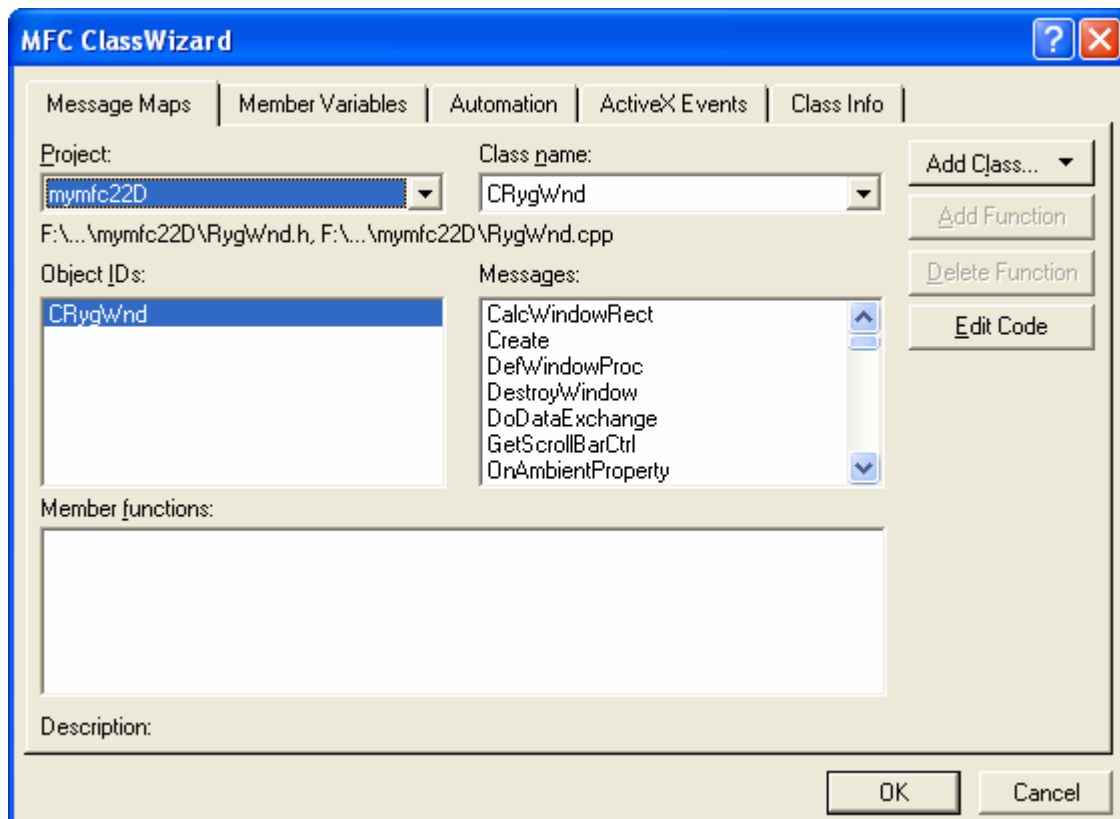 MFC ClassWizard
Message Maps
Member Variables
Automation
ActiveX Events
Class Info
Project:
Class name:
Add Class...
mymfc22D
CRygWnd
Add Function
F:\...\mymfc22D\RygWnd.h, F:\...\mymfc22D\RygWnd.cpp
Object IDs:
Messages:
Delete Function
CRygWnd
CalcWindowRect
Create
DefWindowProc
DestroyWindow
DoDataExchange
GetScrollBarCtrl
OnAmbientProperty
Edit Code
Member functions:
Description:
OK
Cancel